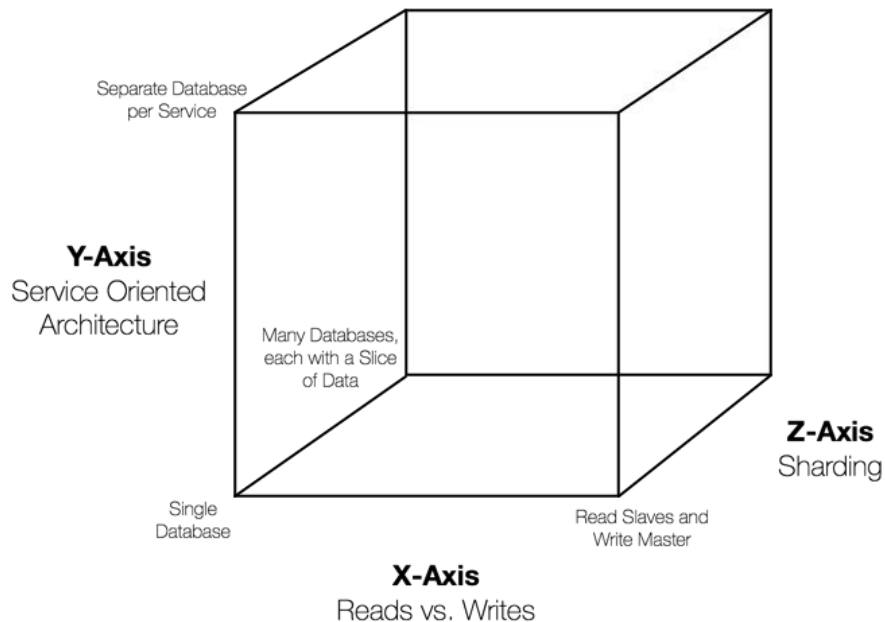 Separate Database
per Service
Y-Axis
Service Oriented
Architecture
Many Databases,
each with a Slice
of Data
Z-Axis
Sharding
Single
Database
Read Slaves and
Write Master
X-Axis
Reads vs. Writes